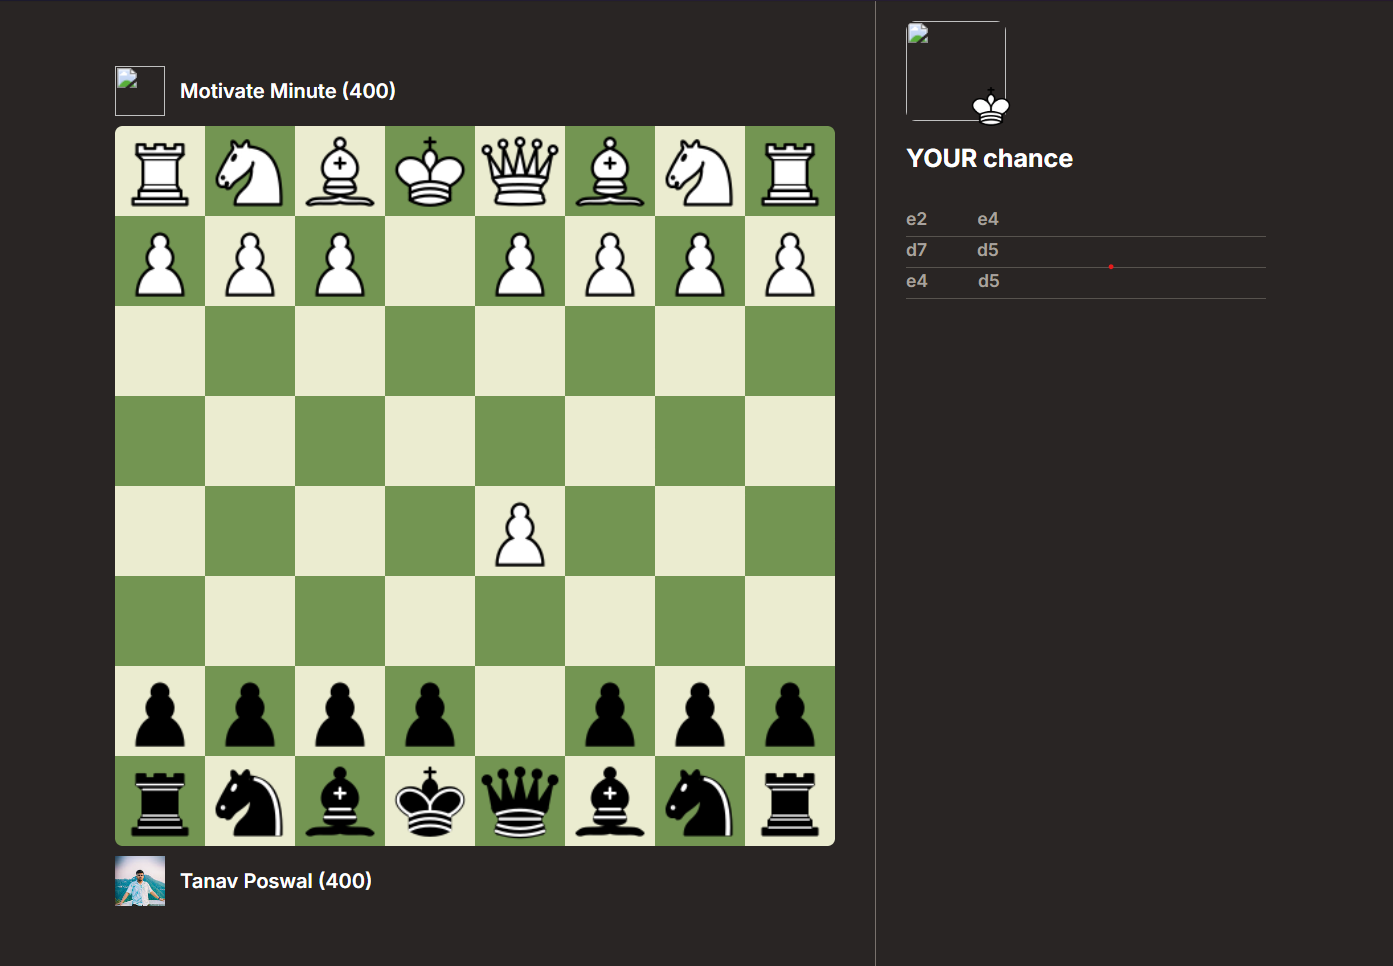 Motivate Minute (400)
Tanav Poswal (400)
YOUR chance
e2 e4
d7 d5
e4 d5